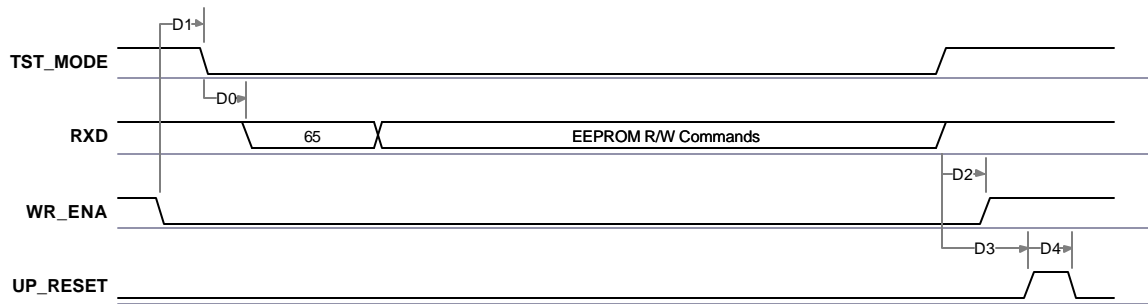 D1
TST_MODE
D0
RXD 65 EEPROM R/W Commands
D2
WR_ENA
D3 D4
UP_RESET